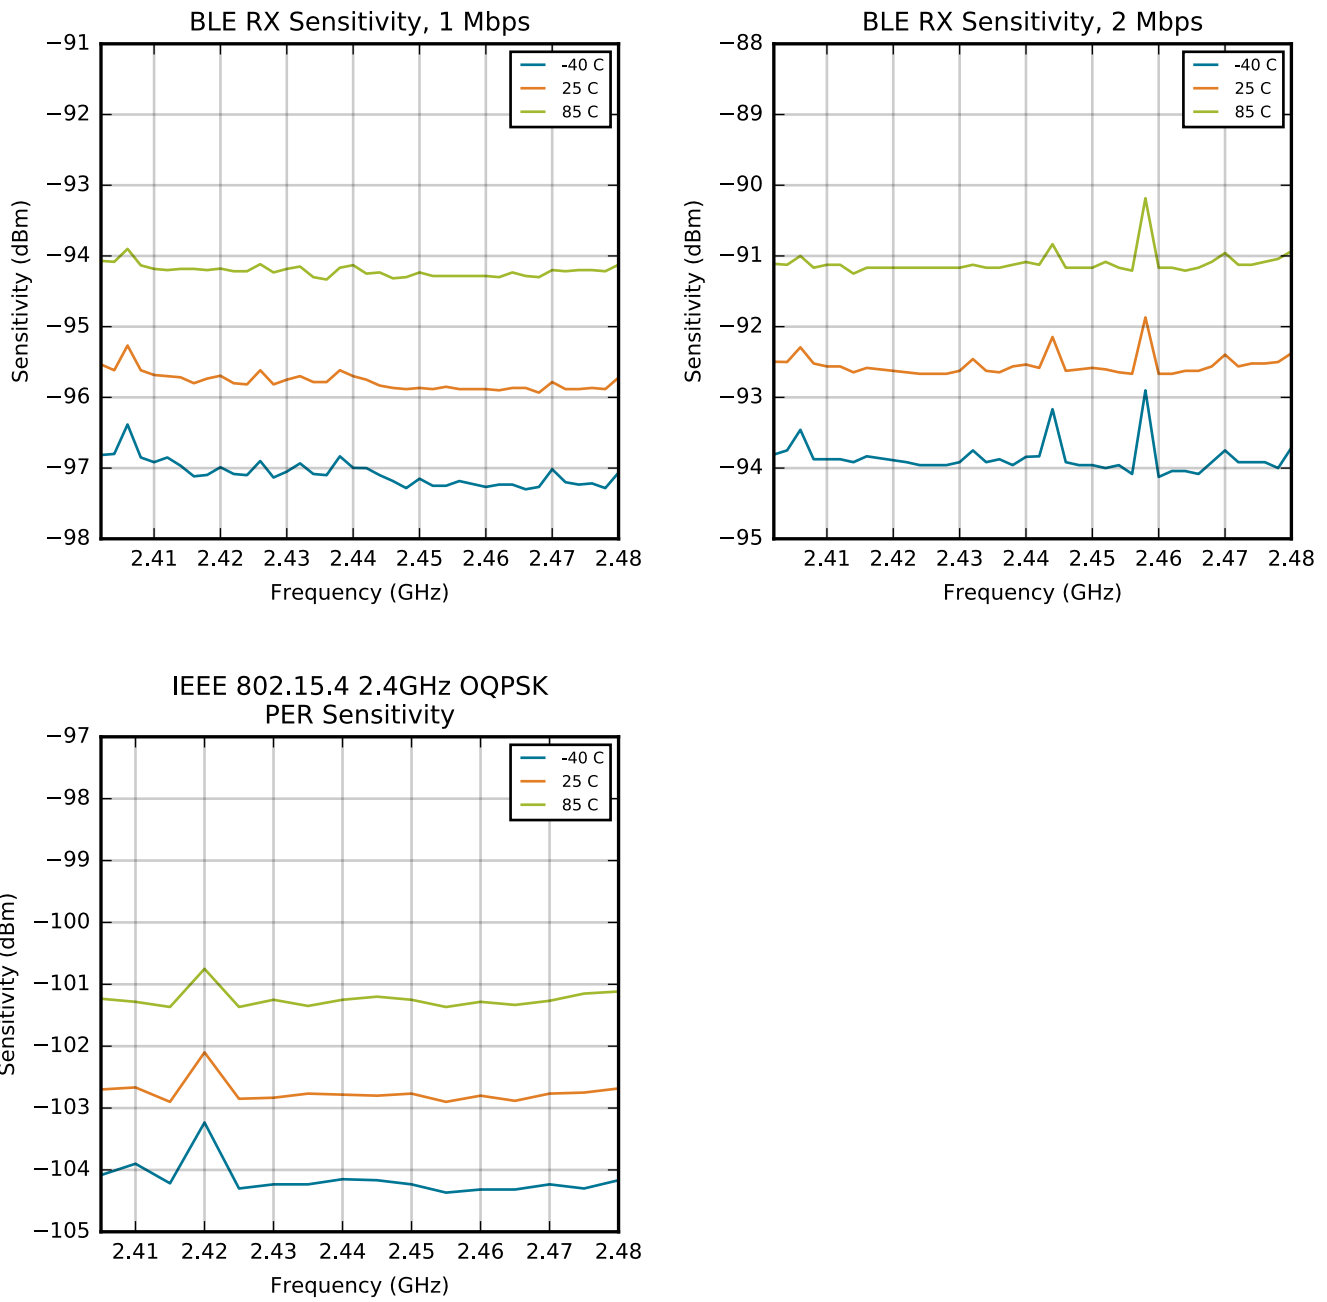 BLE RX Sensitivity, 1 Mbps
−91
−92
−93
−94
−95
−96
−97
−98
Sensitivity (dBm)
-40 C
25 C
85 C
2.41 2.42 2.43 2.44 2.45 2.46 2.47 2.48
Frequency (GHz)
BLE RX Sensitivity, 2 Mbps
−88
−89
−90
−91
−92
−93
−94
−95
Sensitivity (dBm)
-40 C
25 C
85 C
2.41 2.42 2.43 2.44 2.45 2.46 2.47 2.48
Frequency (GHz)
IEEE 802.15.4 2.4GHz OQPSK
PER Sensitivity
−97
−98
−99
−100
−101
−102
−103
−104
−105
Sensitivity (dBm)
-40 C
25 C
85 C
2.41 2.42 2.43 2.44 2.45 2.46 2.47 2.48
Frequency (GHz)